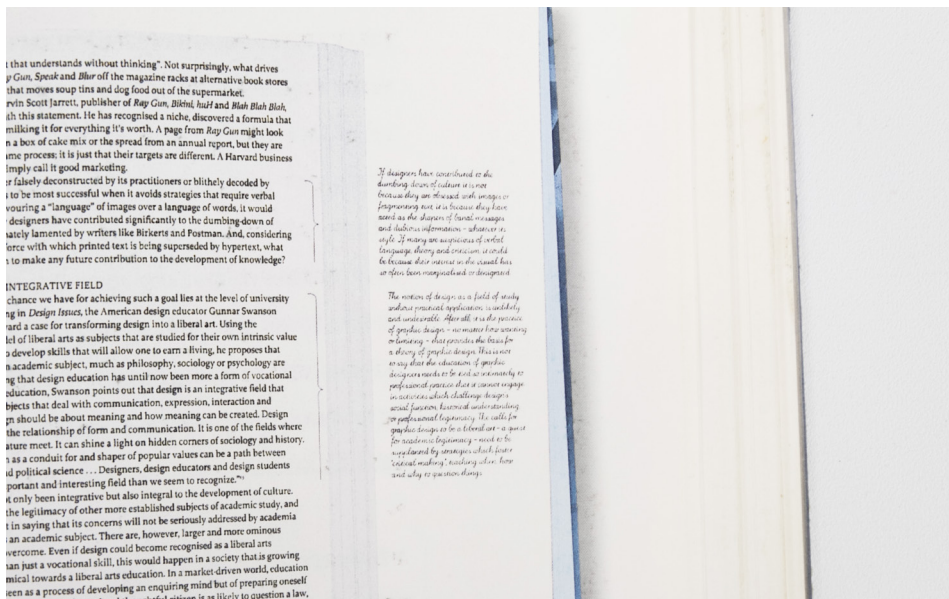 that understands without thinking". Not surprisingly, what drives
Gun, Speak and Blur off the magazine racks at alternative book stores
that moves soup tins and dog food out of the supermarket.
Scott Jarrett, publisher of Ray Gun, Bikini, huH and Blah Blah Blah,
this statement. He has recognised a niche, discovered a formula that
milking it for everything it's worth. A page from Ray Gun might look
a box of cake mix or the spread from an annual report, but they are
process; it is just that their targets are different. A Harvard business
simply call it good marketing.
falsely deconstructed by its practitioners or blithely decoded by
to be most successful when it avoids strategies that require verbal
a "language" of images over a language of words, it would
designers have contributed significantly to the dumbing-down of
lamented by writers like Birkerts and Postman. And, considering
force with which printed text is being superseded by hypertext, what
to make any future contribution to the development of knowledge?
INTEGRATIVE FIELD
chance we have for achieving such a goal lies at the level of university
in Design Issues, the American design educator Gunnar Swanson
a case for transforming design into a liberal art. Using the
of liberal arts as subjects that are studied for their own intrinsic value
develop skills that will allow one to earn a living, he proposes that
academic subject, much as philosophy, sociology or psychology are
that design education has until now been more a form of vocational
education, Swanson points out that design is an integrative field that
subjects that deal with communication, expression, interaction and
should be about meaning and how meaning can be created. Design
the relationship of form and communication. It is one of the fields where
meet. It can shine a light on hidden corners of sociology and history.
as a conduit for and shaper of popular values can be a path between
political science ... Designers, design educators and design students
important and interesting field than we seem to recognize."
only been integrative but also integral to the development of culture.
the legitimacy of other more established subjects of academic study, and
in saying that its concerns will not be seriously addressed by academia
an academic subject. There are, however, larger and more ominous
overcome. Even if design could become recognised as a liberal arts
than just a vocational skill, this would happen in a society that is growing
towards a liberal arts education. In a market-driven world, education
seen as a process of developing an enquiring mind but of preparing oneself
is as likely to question a law,
If designers have contributed to the
dumbing down of culture it is not
because they are obsessed with images or
fragmenting text it is because they have
acted as the shapers of banal messages
and dubious information - whatever in
style. If many are suspicious of verbal
language, theory and criticism it could
be because their interest in the visual has
so often been marginalised or denigrated
The notion of design as a field of study
without practical application is unlikely
and undesirable. After all, it is the practice
of graphic design - no matter how wanting
or limiting - that provides the basis for
a theory of graphic design. This is not
to say that the education of graphic
designers needs to be tied so intimately to
professional practice that it cannot engage
in activities which challenge design's
social function, historical understanding
or professional legitimacy. The calls for
graphic design to be a liberal art - a quest
for academic legitimacy - need to be
supplanted by strategies which foster
'critical making', teaching when, how
and why to question things.